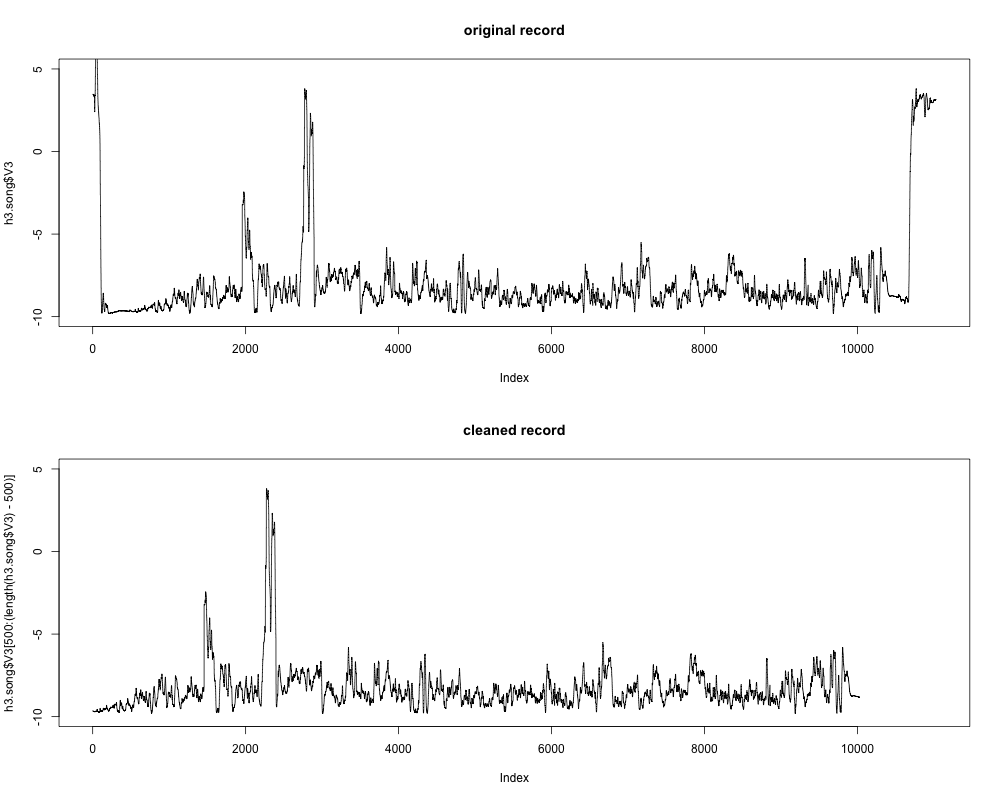 original record
h3.song$V3
5
0
-5
-10
0 2000 4000 6000 8000 10000
Index
cleaned record
h3.song$V3[500:(length(h3.song$V3) - 500)]
5
0
-5
-10
0 2000 4000 6000 8000 10000
Index